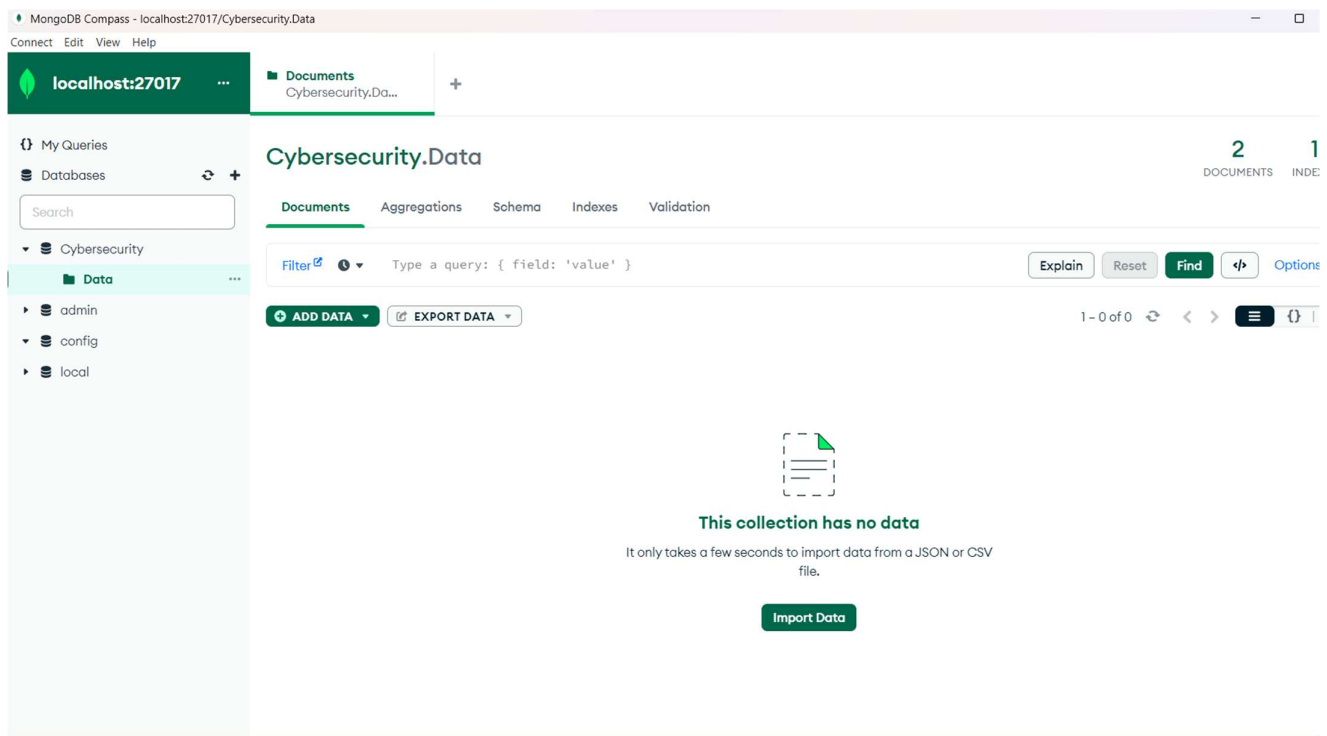 MongoDB Compass - localhost:27017/Cybersecurity.Data
Connect Edit View Help
localhost:27017 ...
Documents
Cybersecurity.Da...
{} My Queries
Databases
Search
Cybersecurity
Data ...
admin
config
local
Cybersecurity.Data
2
DOCUMENTS
1
INDE
Documents Aggregations Schema Indexes Validation
Filter Type a query: { field: 'value' } Explain Reset Find </> Options
ADD DATA EXPORT DATA 1 – 0 of 0 {}
This collection has no data
It only takes a few seconds to import data from a JSON or CSV
file.
Import Data